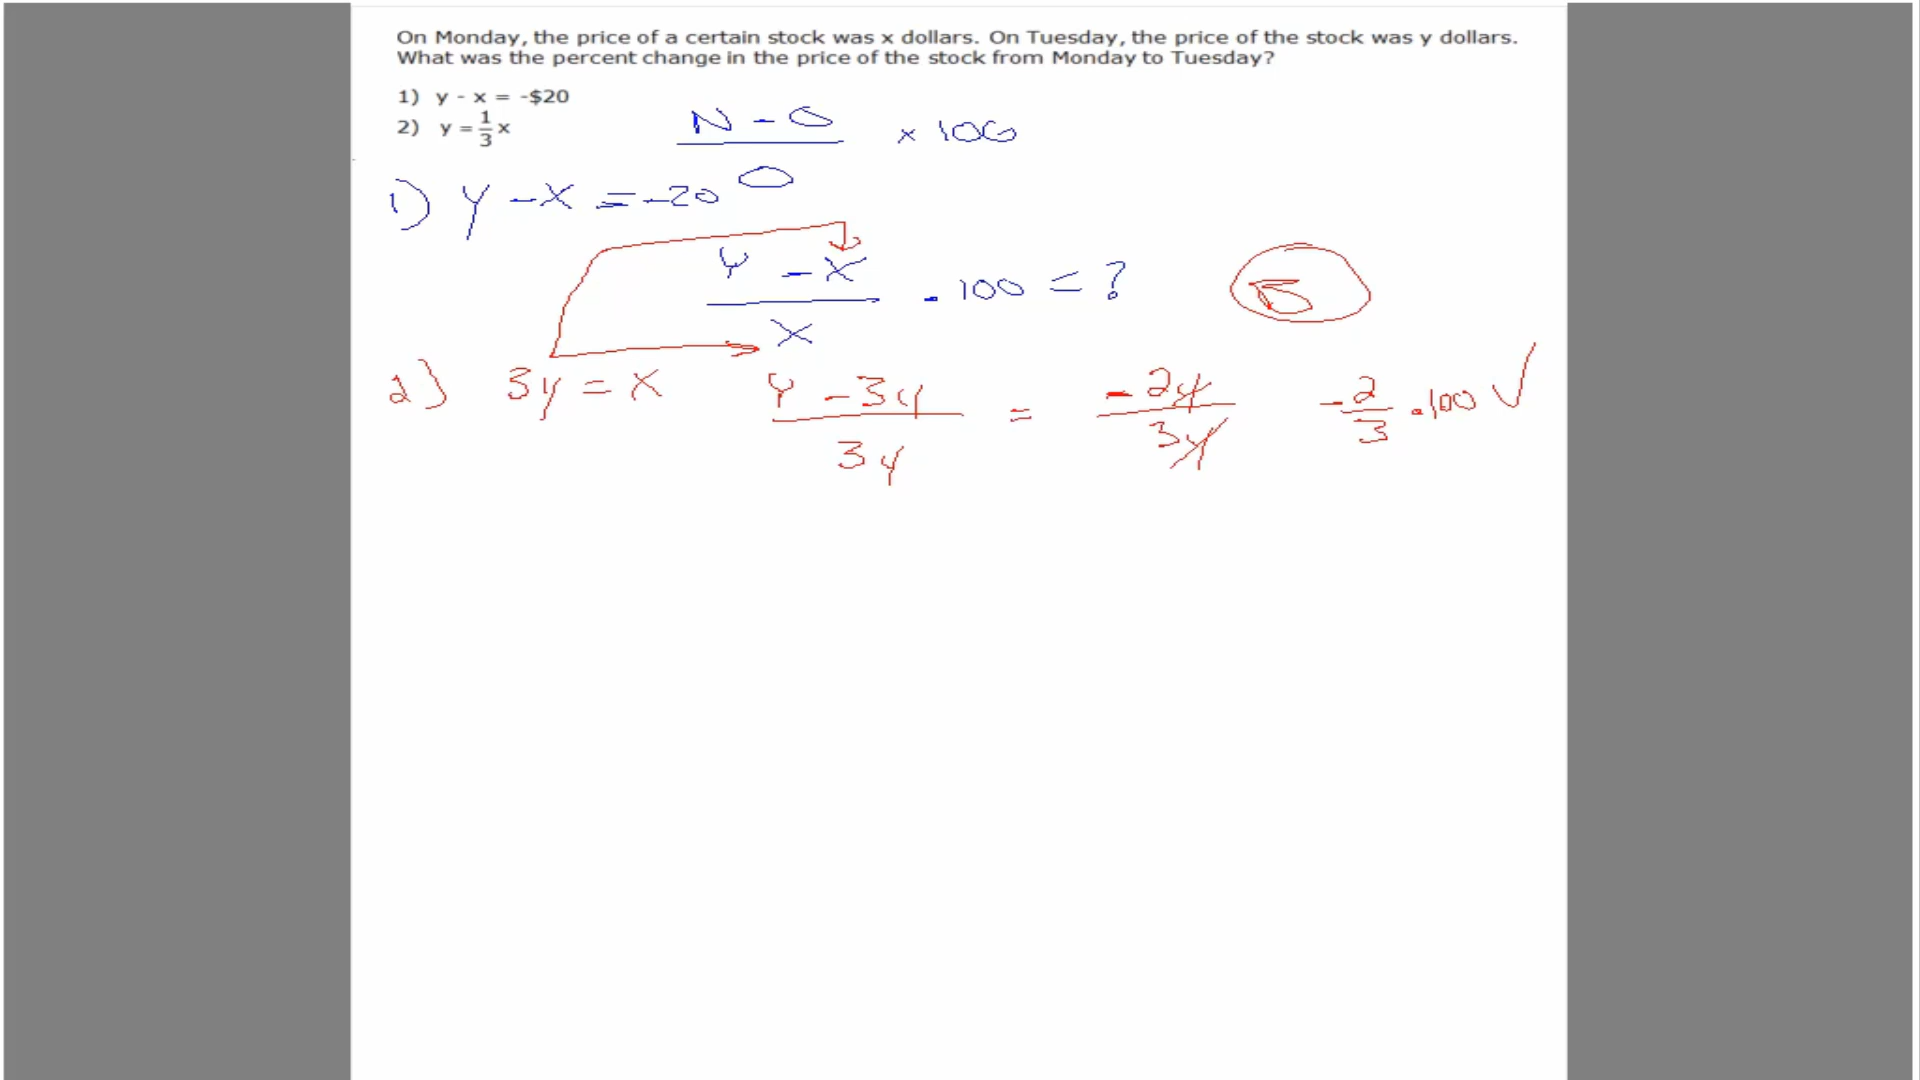 On Monday, the price of a certain stock was x dollars. On Tuesday, the price of the stock was y dollars.
What was the percent change in the price of the stock from Monday to Tuesday?
1) y - x = -$20
2) y = 1/3 x
N - O / O × 100
1) y - x = -20
y - x / x · 100 = ?
2) 3y = x
y - 3y / 3y = -2y / 3y
-2/3 · 100 ✓